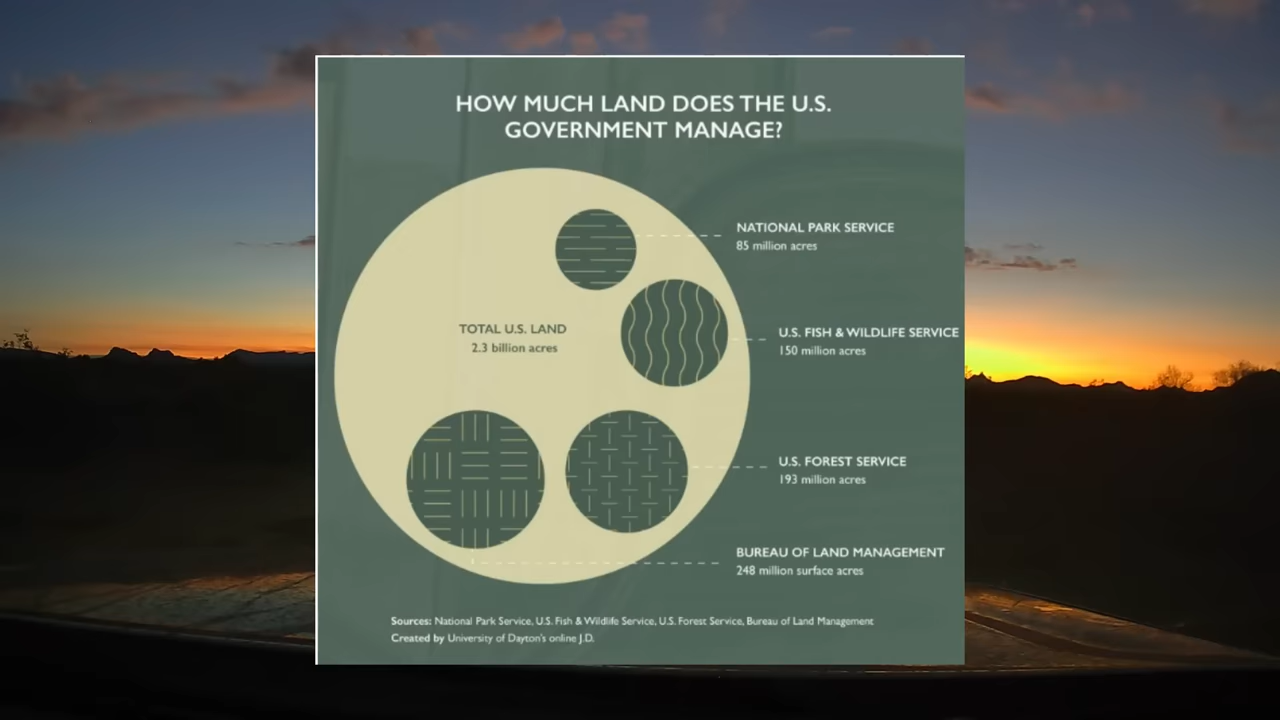 HOW MUCH LAND DOES THE U.S.
GOVERNMENT MANAGE?
NATIONAL PARK SERVICE
85 million acres
TOTAL U.S. LAND
2.3 billion acres
U.S. FISH & WILDLIFE SERVICE
150 million acres
U.S. FOREST SERVICE
193 million acres
BUREAU OF LAND MANAGEMENT
248 million surface acres
Sources: National Park Service, U.S. Fish & Wildlife Service, U.S. Forest Service, Bureau of Land Management
Created by University of Dayton's online J.D.